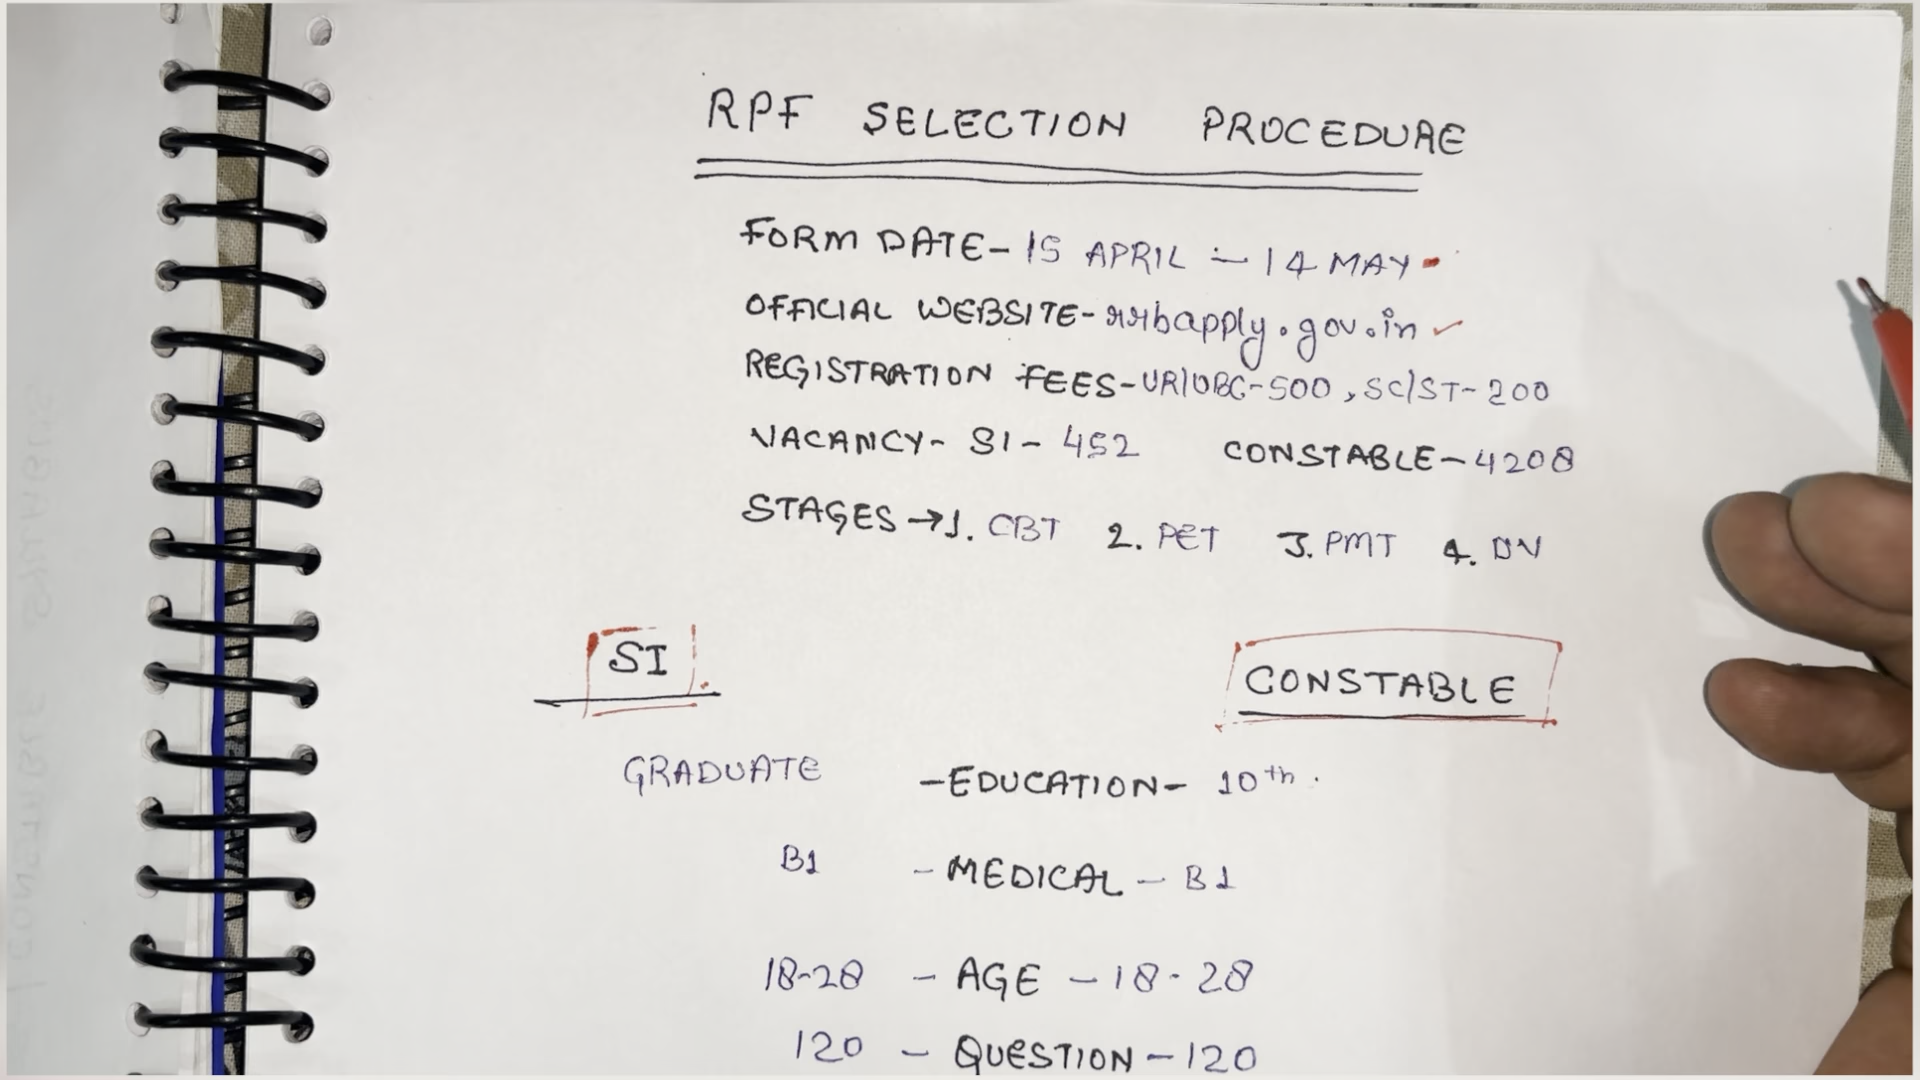 RPF SELECTION PROCEDURE
FORM DATE- 15 APRIL - 14 MAY
OFFICIAL WEBSITE- rrbapply.gov.in
REGISTRATION FEES- UR/OBC-500, SC/ST- 200
VACANCY- SI- 452 CONSTABLE- 4208
STAGES → 1. CBT 2. PET 3. PMT 4. DV
SI CONSTABLE
GRADUATE - EDUCATION - 10th.
B1 - MEDICAL - B1
18-28 - AGE - 18-28
120 - QUESTION - 120